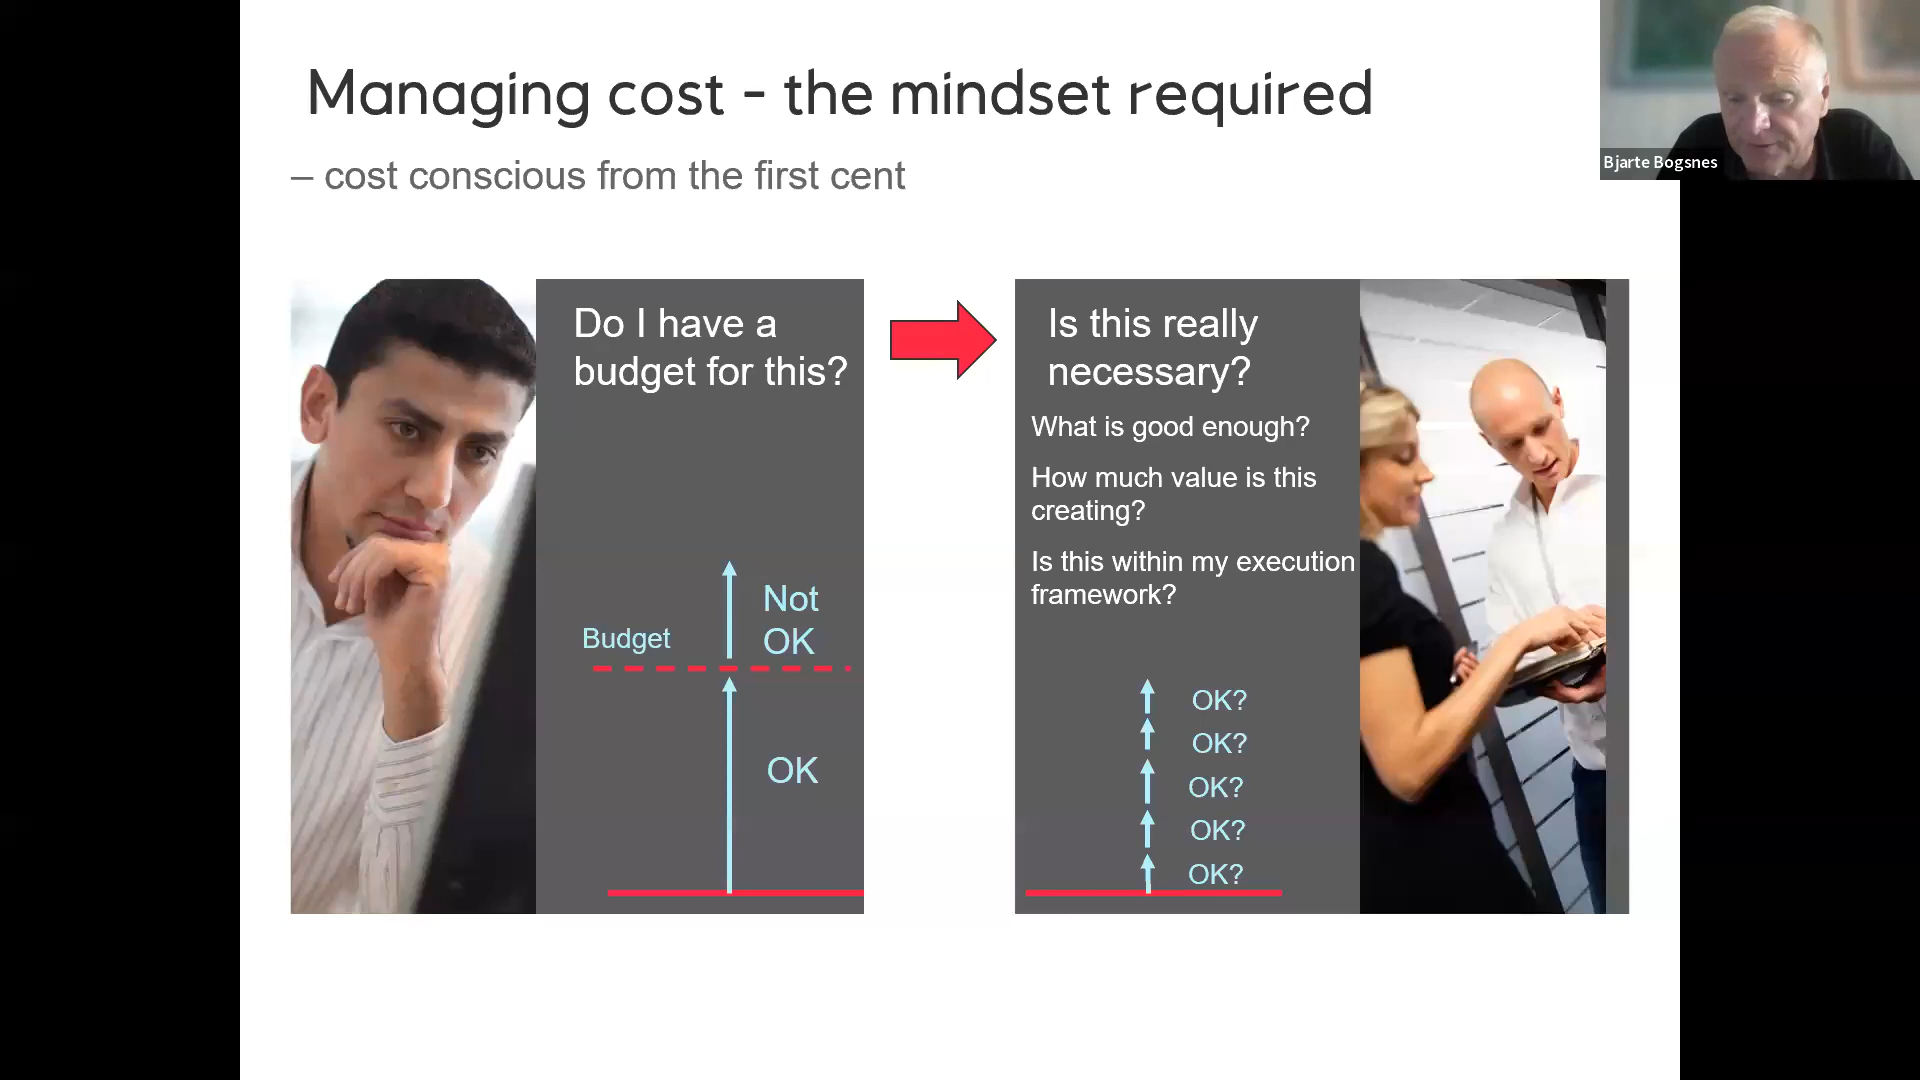 Managing cost - the mindset required
– cost conscious from the first cent
Bjarte Bogsnes
Do I have a
budget for this?
Not
OK
Budget
OK
Is this really
necessary?
What is good enough?
How much value is this
creating?
Is this within my execution
framework?
OK?
OK?
OK?
OK?
OK?